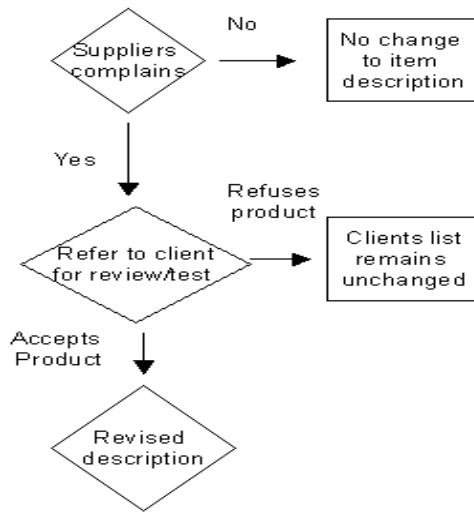 Suppliers
complains
No
No change
to item
description
Yes
Refuses
product
Refer to client
for review/test
Clients list
remains
unchanged
Accepts
Product
Revised
description